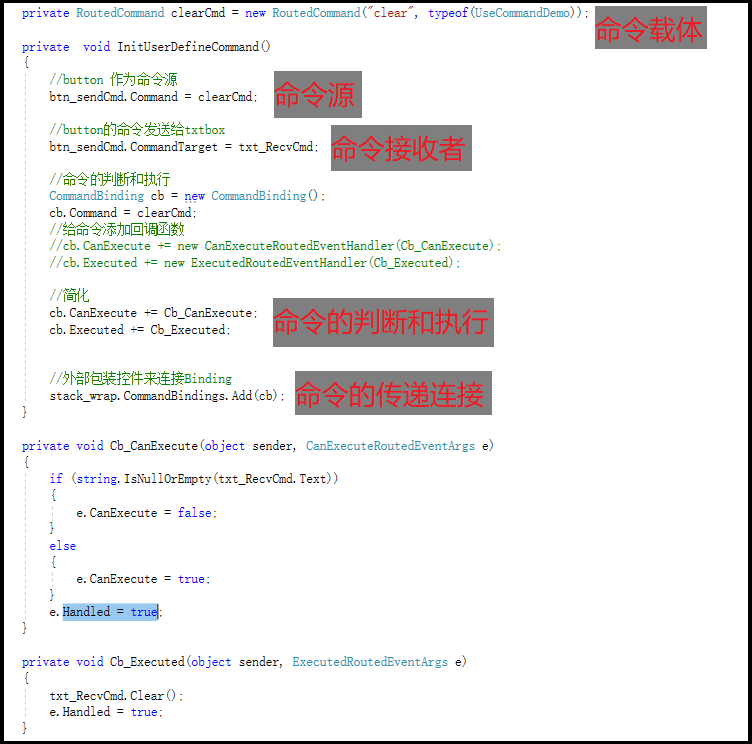 private RoutedCommand clearCmd = new RoutedCommand("clear", typeof(UseCommandDemo));
命令载体
private  void InitUserDefineCommand()
{
//button 作为命令源
btn_sendCmd.Command = clearCmd;
命令源
//button的命令发送给txtbox
btn_sendCmd.CommandTarget = txt_RecvCmd;
命令接收者
//命令的判断和执行
CommandBinding cb = new CommandBinding();
cb.Command = clearCmd;
//给命令添加回调函数
//cb.CanExecute += new CanExecuteRoutedEventHandler(Cb_CanExecute);
//cb.Executed += new ExecutedRoutedEventHandler(Cb_Executed);
//简化
cb.CanExecute += Cb_CanExecute;
cb.Executed += Cb_Executed;
命令的判断和执行
//外部包装控件来连接Binding
stack_wrap.CommandBindings.Add(cb);
命令的传递连接
}
private void Cb_CanExecute(object sender, CanExecuteRoutedEventArgs e)
{
if (string.IsNullOrEmpty(txt_RecvCmd.Text))
{
e.CanExecute = false;
}
else
{
e.CanExecute = true;
}
e.Handled = true;
}
private void Cb_Executed(object sender, ExecutedRoutedEventArgs e)
{
txt_RecvCmd.Clear();
e.Handled = true;
}